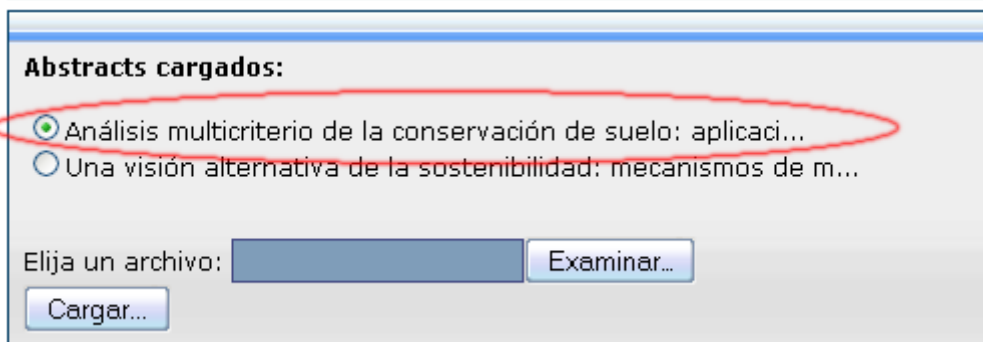 Abstracts cargados:
Análisis multicriterio de la conservación de suelo: aplicaci...
Una visión alternativa de la sostenibilidad: mecanismos de m...
Elija un archivo: Examinar...
Cargar...